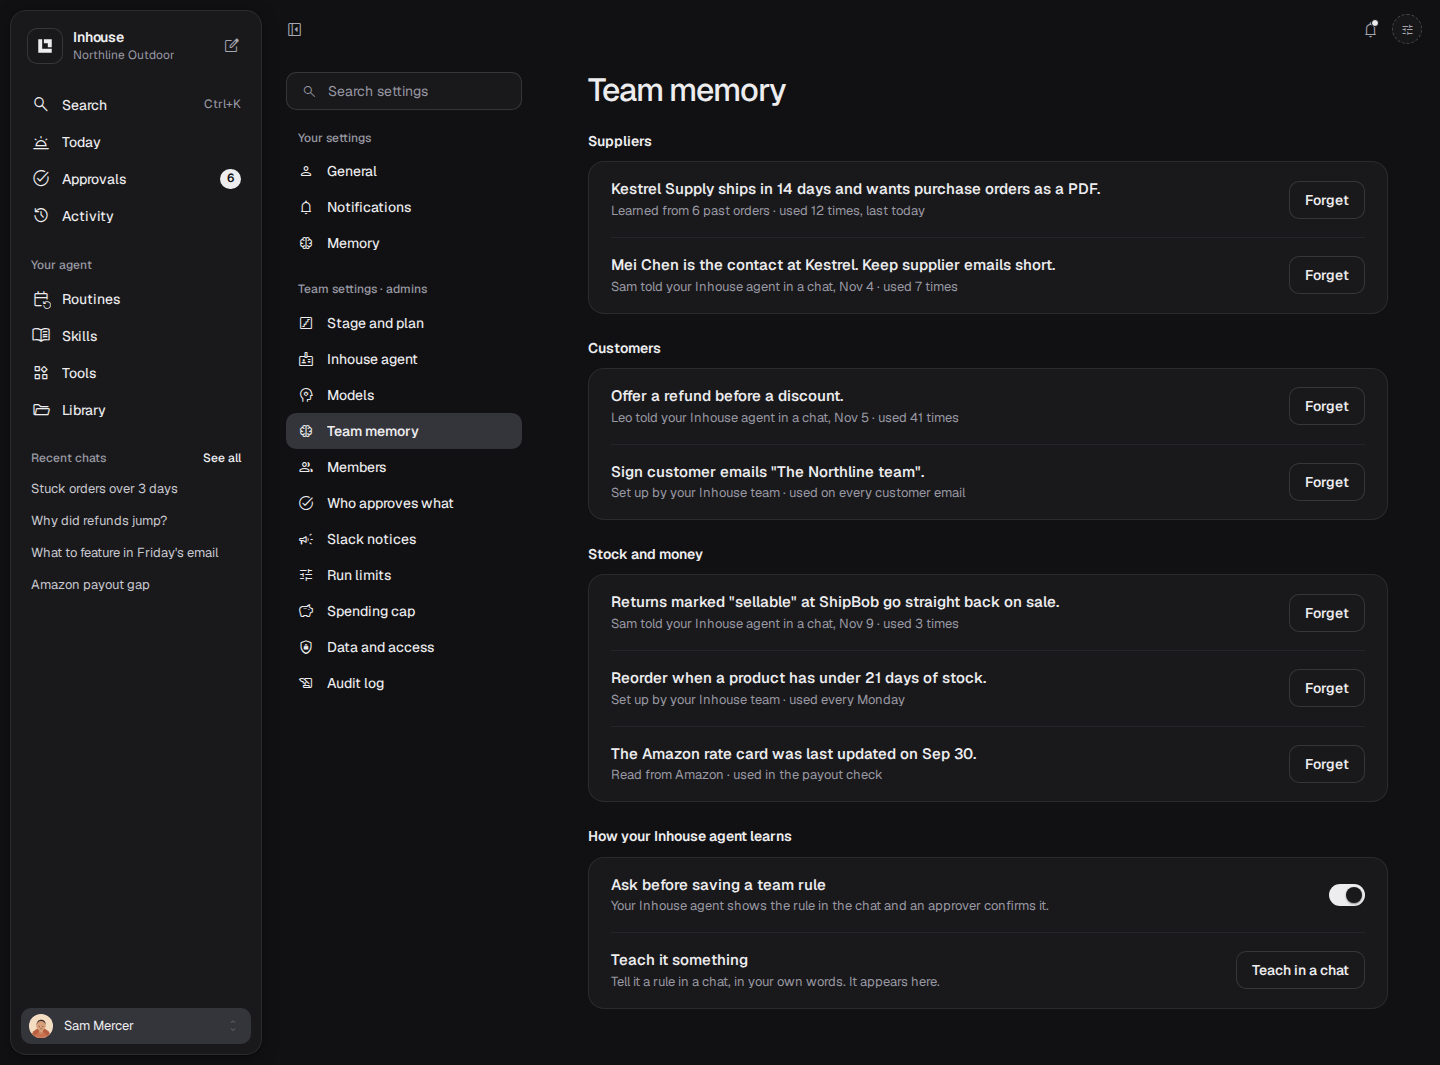 Inhouse
Northline Outdoor
Search Ctrl+K
Today
Approvals 6
Activity
Your agent
Routines
Skills
Tools
Library
Recent chats See all
Stuck orders over 3 days
Why did refunds jump?
What to feature in Friday's email
Amazon payout gap
Sam Mercer
Search settings
Your settings
General
Notifications
Memory
Team settings · admins
Stage and plan
Inhouse agent
Models
Team memory
Members
Who approves what
Slack notices
Run limits
Spending cap
Data and access
Audit log
Team memory
Suppliers
Kestrel Supply ships in 14 days and wants purchase orders as a PDF.
Learned from 6 past orders · used 12 times, last today
Forget
Mei Chen is the contact at Kestrel. Keep supplier emails short.
Sam told your Inhouse agent in a chat, Nov 4 · used 7 times
Forget
Customers
Offer a refund before a discount.
Leo told your Inhouse agent in a chat, Nov 5 · used 41 times
Forget
Sign customer emails "The Northline team".
Set up by your Inhouse team · used on every customer email
Forget
Stock and money
Returns marked "sellable" at ShipBob go straight back on sale.
Sam told your Inhouse agent in a chat, Nov 9 · used 3 times
Forget
Reorder when a product has under 21 days of stock.
Set up by your Inhouse team · used every Monday
Forget
The Amazon rate card was last updated on Sep 30.
Read from Amazon · used in the payout check
Forget
How your Inhouse agent learns
Ask before saving a team rule
Your Inhouse agent shows the rule in the chat and an approver confirms it.
Teach it something
Tell it a rule in a chat, in your own words. It appears here.
Teach in a chat